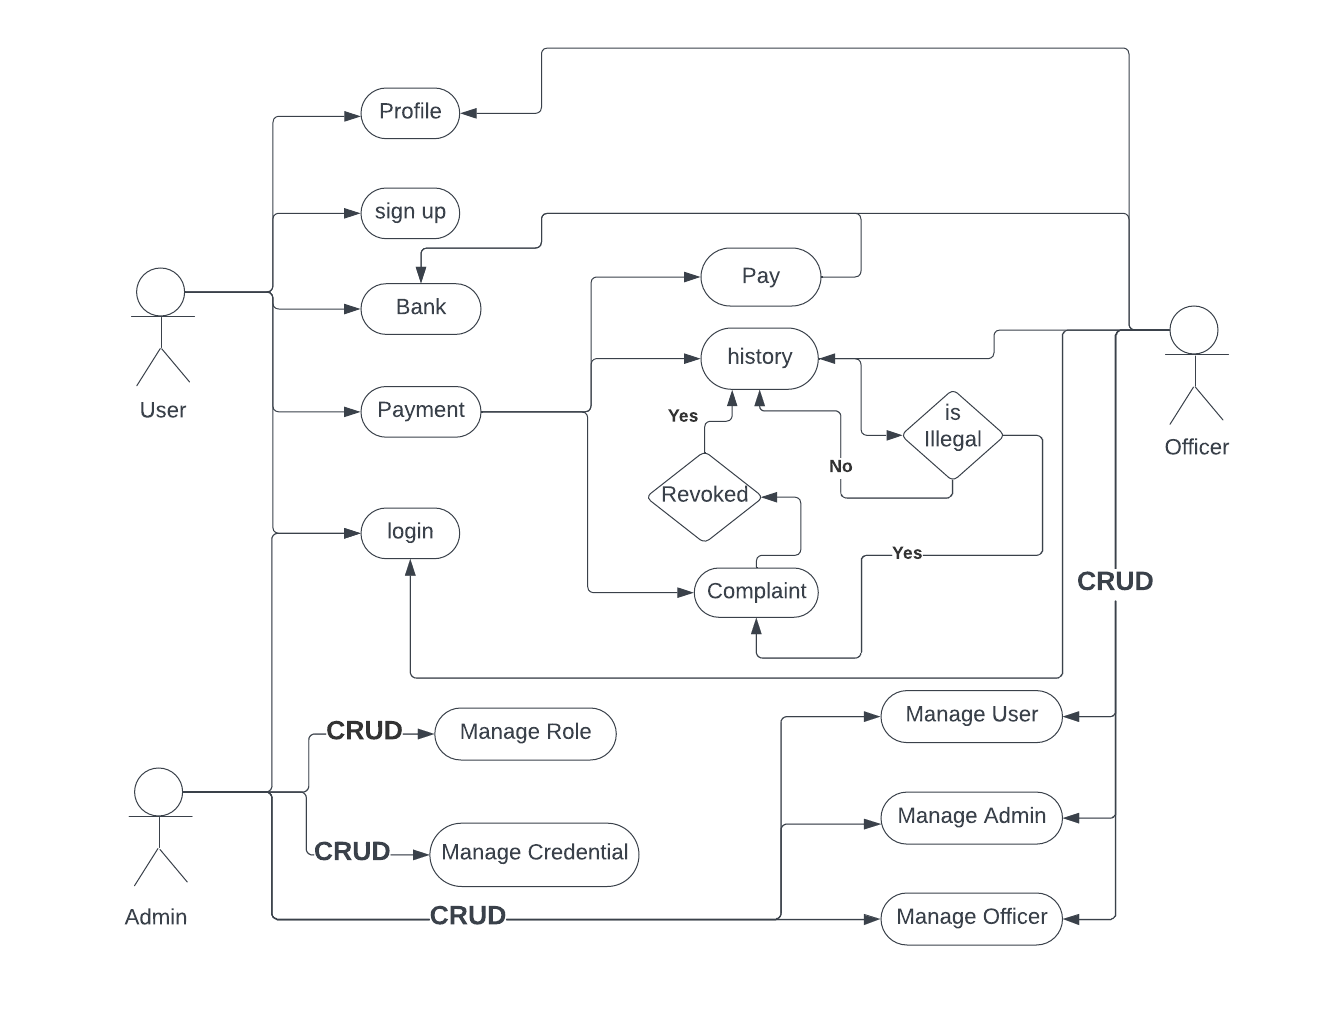 Profile
sign up
Bank
Pay
history
User
Payment
Yes
is
Illegal
Officer
No
Revoked
login
Yes
CRUD
Complaint
CRUD
Manage Role
Manage User
Manage Admin
CRUD
Manage Credential
Admin
CRUD
Manage Officer